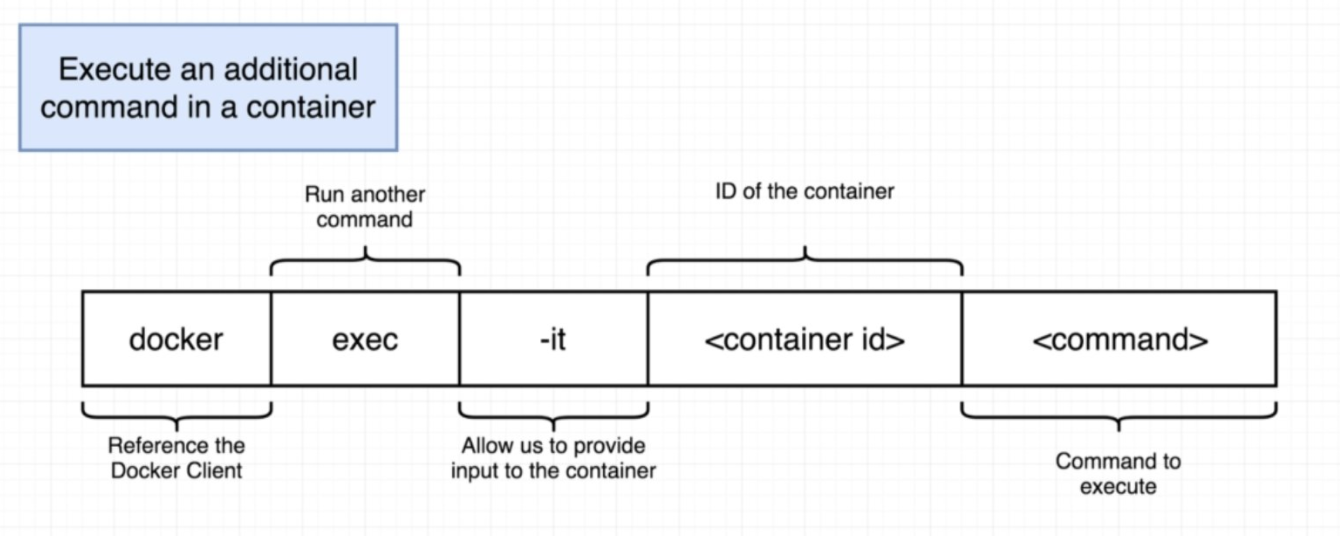 Execute an additional
command in a container
Run another
command
ID of the container
docker
exec
-it
<container id>
<command>
Reference the
Docker Client
Allow us to provide
input to the container
Command to
execute